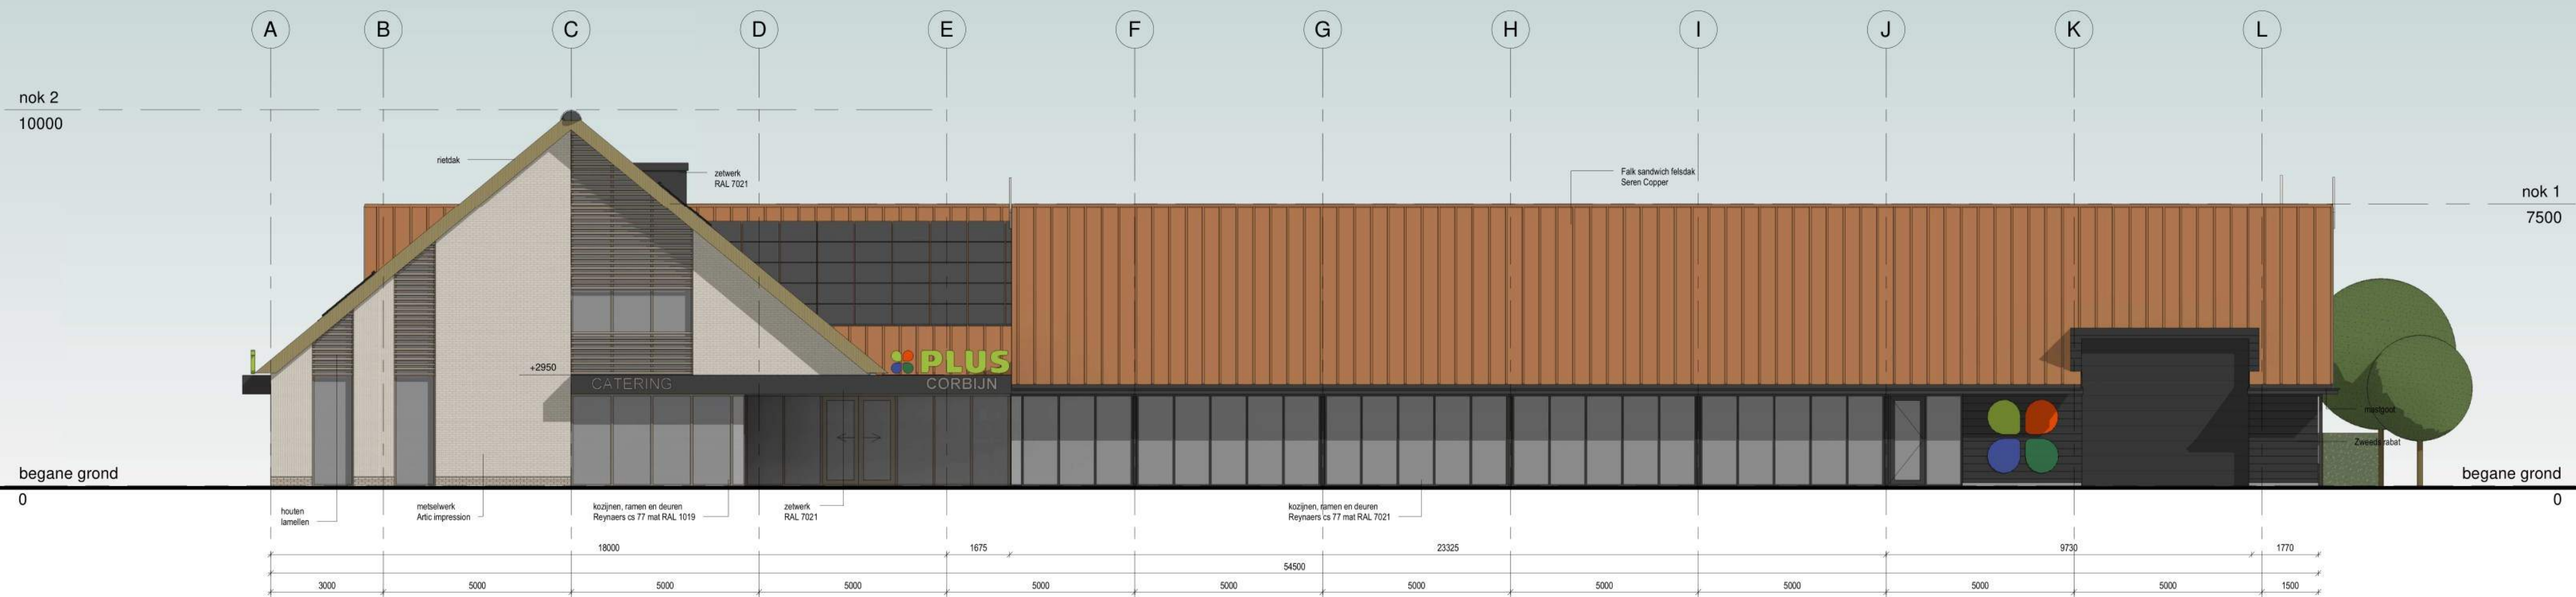 A B C D E F G H I J K L
nok 2
10000
rietdak
zetwerk
RAL 7021
Falk sandwich felsdak
Seren Copper
nok 1
7500
+2950
CATERING
PLUS
CORBIJN
mastgoot
Zweeds rabat
begane grond
0
begane grond
0
houten
lamellen
metselwerk
Artic impression
kozijnen, ramen en deuren
Reynaers cs 77 mat RAL 1019
zetwerk
RAL 7021
kozijnen, ramen en deuren
Reynaers cs 77 mat RAL 7021
18000 1675 23325 9730 1770
54500
3000 5000 5000 5000 5000 5000 5000 5000 5000 5000 5000 1500